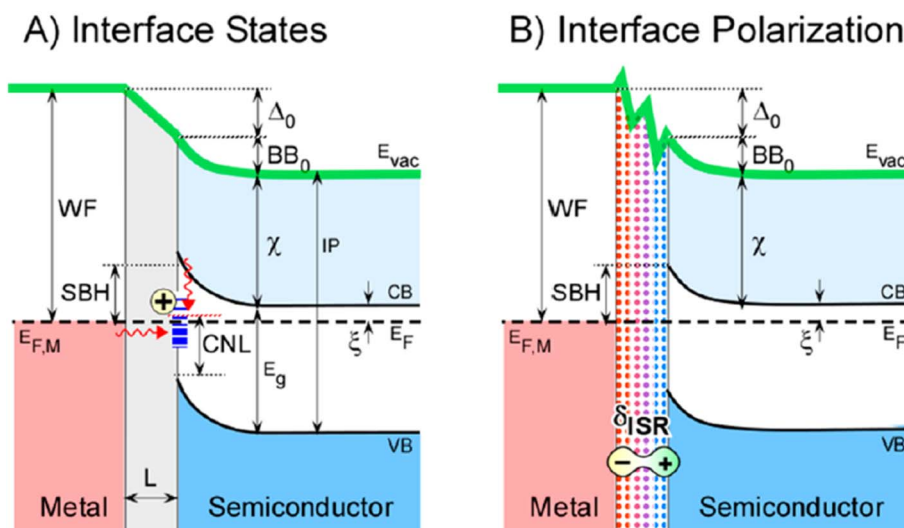 A) Interface States
B) Interface Polarization
Δ0
BB0
Evac
WF
χ
IP
SBH
+
CB
EF,M
EF
ξ
CNL
Eg
VB
L
Metal
Semiconductor
Δ0
BB0
Evac
WF
χ
SBH
CB
EF,M
EF
ξ
δISR
VB
− +
Metal
Semiconductor